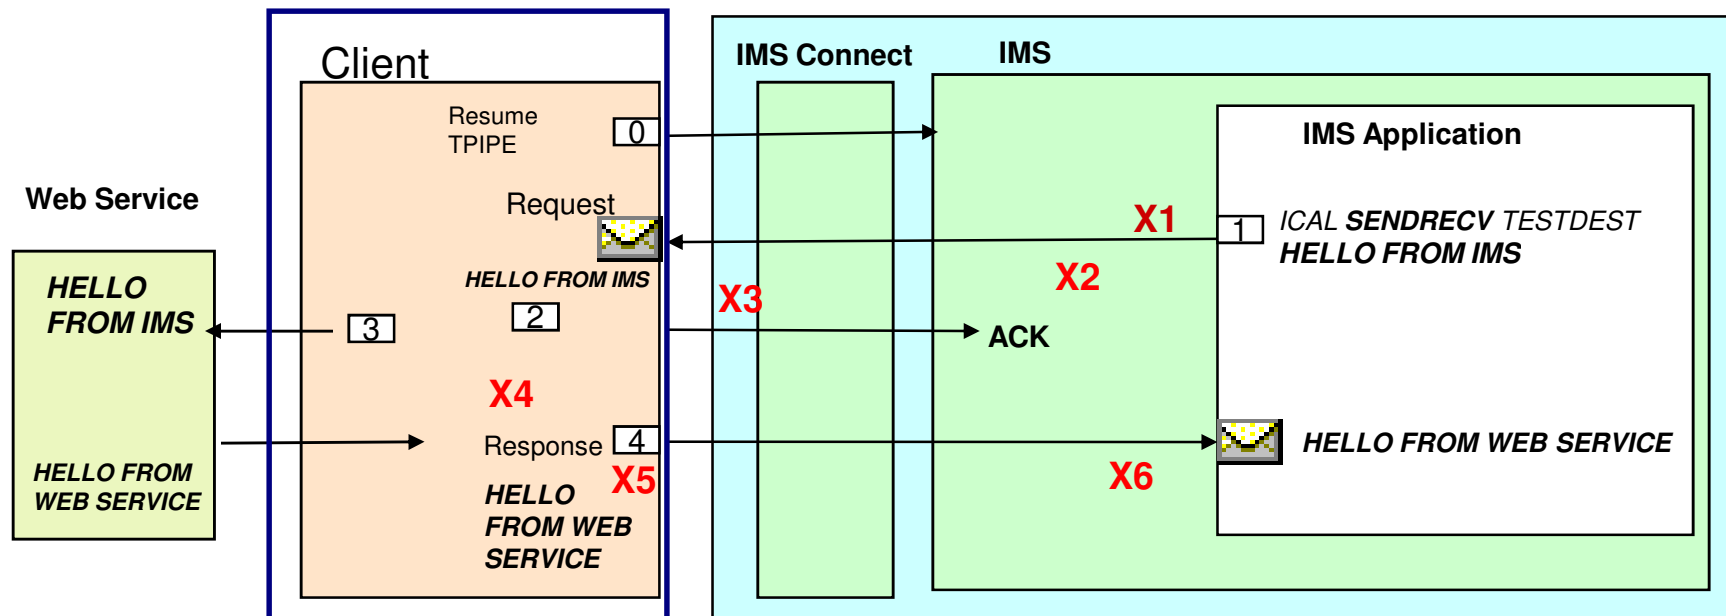 Client
IMS Connect
IMS
Resume
TPIPE
0
IMS Application
Web Service
Request
X1
1
ICAL SENDRECV TESTDEST
HELLO FROM IMS
HELLO FROM IMS
X2
X3
HELLO
FROM IMS
3
2
ACK
X4
Response
4
HELLO FROM WEB SERVICE
HELLO FROM
WEB SERVICE
X5
X6
HELLO
FROM WEB
SERVICE